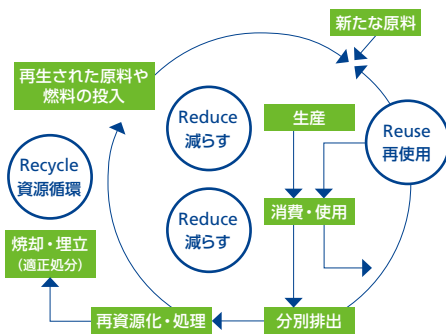 新たな原料
再生された原料や
燃料の投入
Reduce
減らす
生産
Reuse
再使用
Recycle
資源循環
Reduce
減らす
消費・使用
焼却・埋立
（適正処分）
再資源化・処理
分別排出